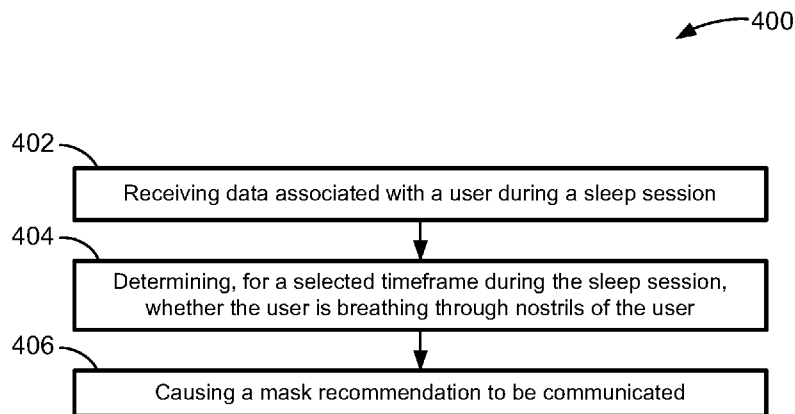 400
402
Receiving data associated with a user during a sleep session
404
Determining, for a selected timeframe during the sleep session,
whether the user is breathing through nostrils of the user
406
Causing a mask recommendation to be communicated